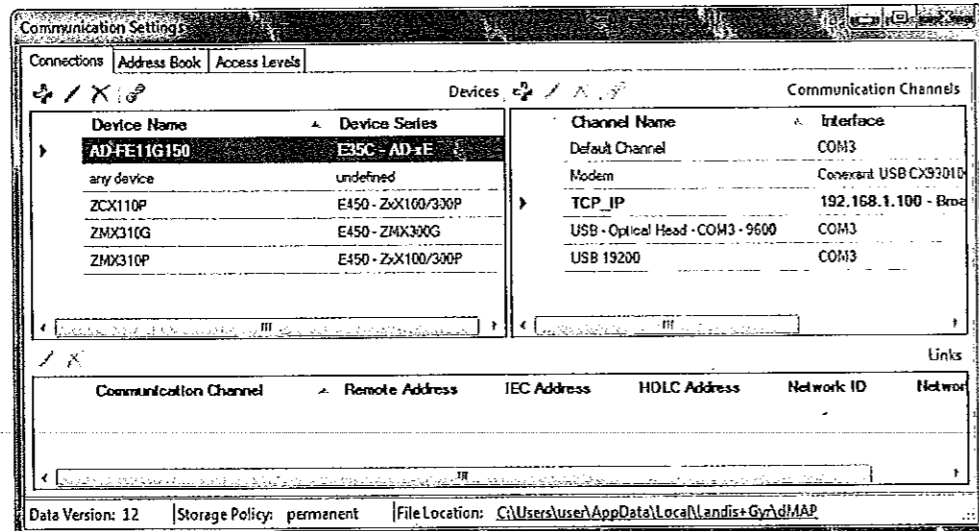 Communication Settings
Connections Address Book Access Levels
Devices
Communication Channels
Device Name Device Series
AD-FE11G150 E35C - AD-xE
any device undefined
ZCX110P E450 - ZxX100/300P
ZMX310G E450 - ZMX300G
ZMX310P E450 - ZxX100/300P
Channel Name Interface
Default Channel COM3
Modem Conexant USB CX93010-
TCP_IP 192.168.1.100 - Broa
USB - Optical Head - COM3 - 9600 COM3
USB 19200 COM3
Links
Communication Channel Remote Address IEC Address HDLC Address Network ID Networ
Data Version: 12 Storage Policy: permanent File Location: C:\Users\user\AppData\Local\Landis+Gyr\dMAP